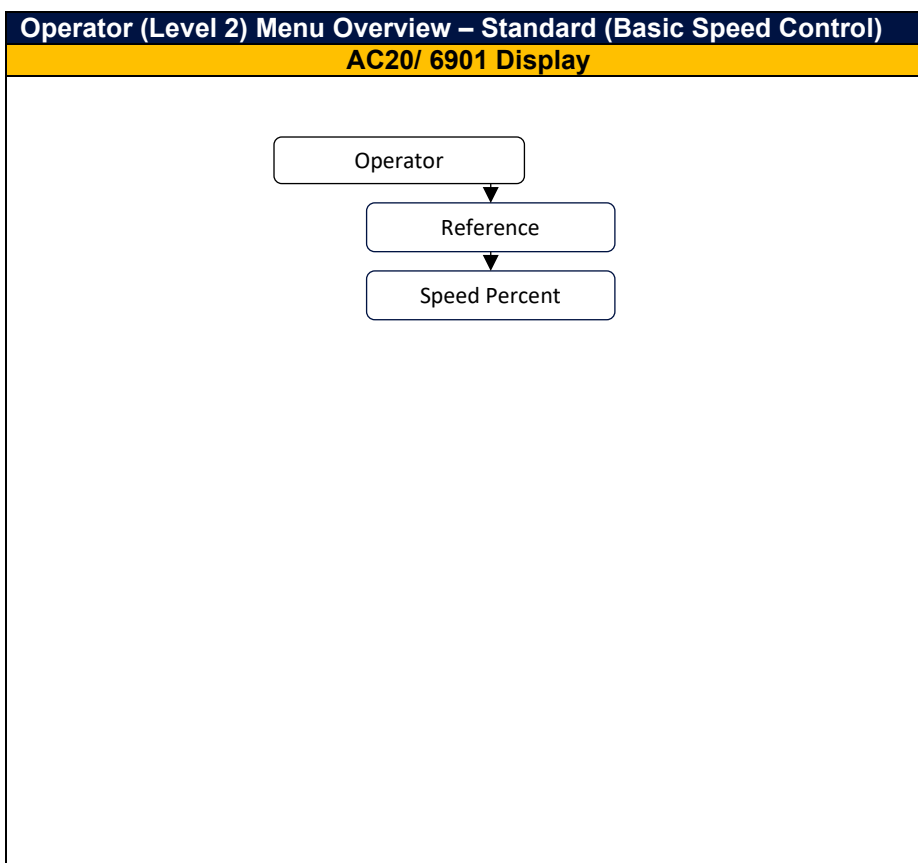 Operator (Level 2) Menu Overview – Standard (Basic Speed Control)
AC20/ 6901 Display
Operator
Reference
Speed Percent